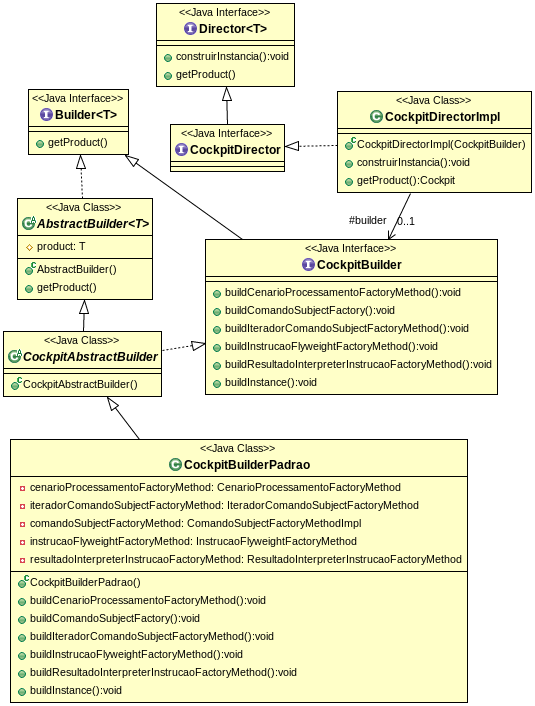 <<Java Interface>>
Director<T>
construirInstancia():void
getProduct()
<<Java Interface>>
Builder<T>
getProduct()
<<Java Interface>>
CockpitDirector
<<Java Class>>
CockpitDirectorImpl
CockpitDirectorImpl(CockpitBuilder)
construirInstancia():void
getProduct():Cockpit
#builder
0..1
<<Java Class>>
AbstractBuilder<T>
product: T
AbstractBuilder()
getProduct()
<<Java Interface>>
CockpitBuilder
buildCenarioProcessamentoFactoryMethod():void
buildComandoSubjectFactory():void
buildIteradorComandoSubjectFactoryMethod():void
buildInstrucaoFlyweightFactoryMethod():void
buildResultadoInterpreterInstrucaoFactoryMethod():void
buildInstance():void
<<Java Class>>
CockpitAbstractBuilder
CockpitAbstractBuilder()
<<Java Class>>
CockpitBuilderPadrao
cenarioProcessamentoFactoryMethod: CenarioProcessamentoFactoryMethod
iteradorComandoSubjectFactoryMethod: IteradorComandoSubjectFactoryMethod
comandoSubjectFactoryMethod: ComandoSubjectFactoryMethodImpl
instrucaoFlyweightFactoryMethod: InstrucaoFlyweightFactoryMethod
resultadoInterpreterInstrucaoFactoryMethod: ResultadoInterpreterInstrucaoFactoryMethod
CockpitBuilderPadrao()
buildCenarioProcessamentoFactoryMethod():void
buildComandoSubjectFactory():void
buildIteradorComandoSubjectFactoryMethod():void
buildInstrucaoFlyweightFactoryMethod():void
buildResultadoInterpreterInstrucaoFactoryMethod():void
buildInstance():void